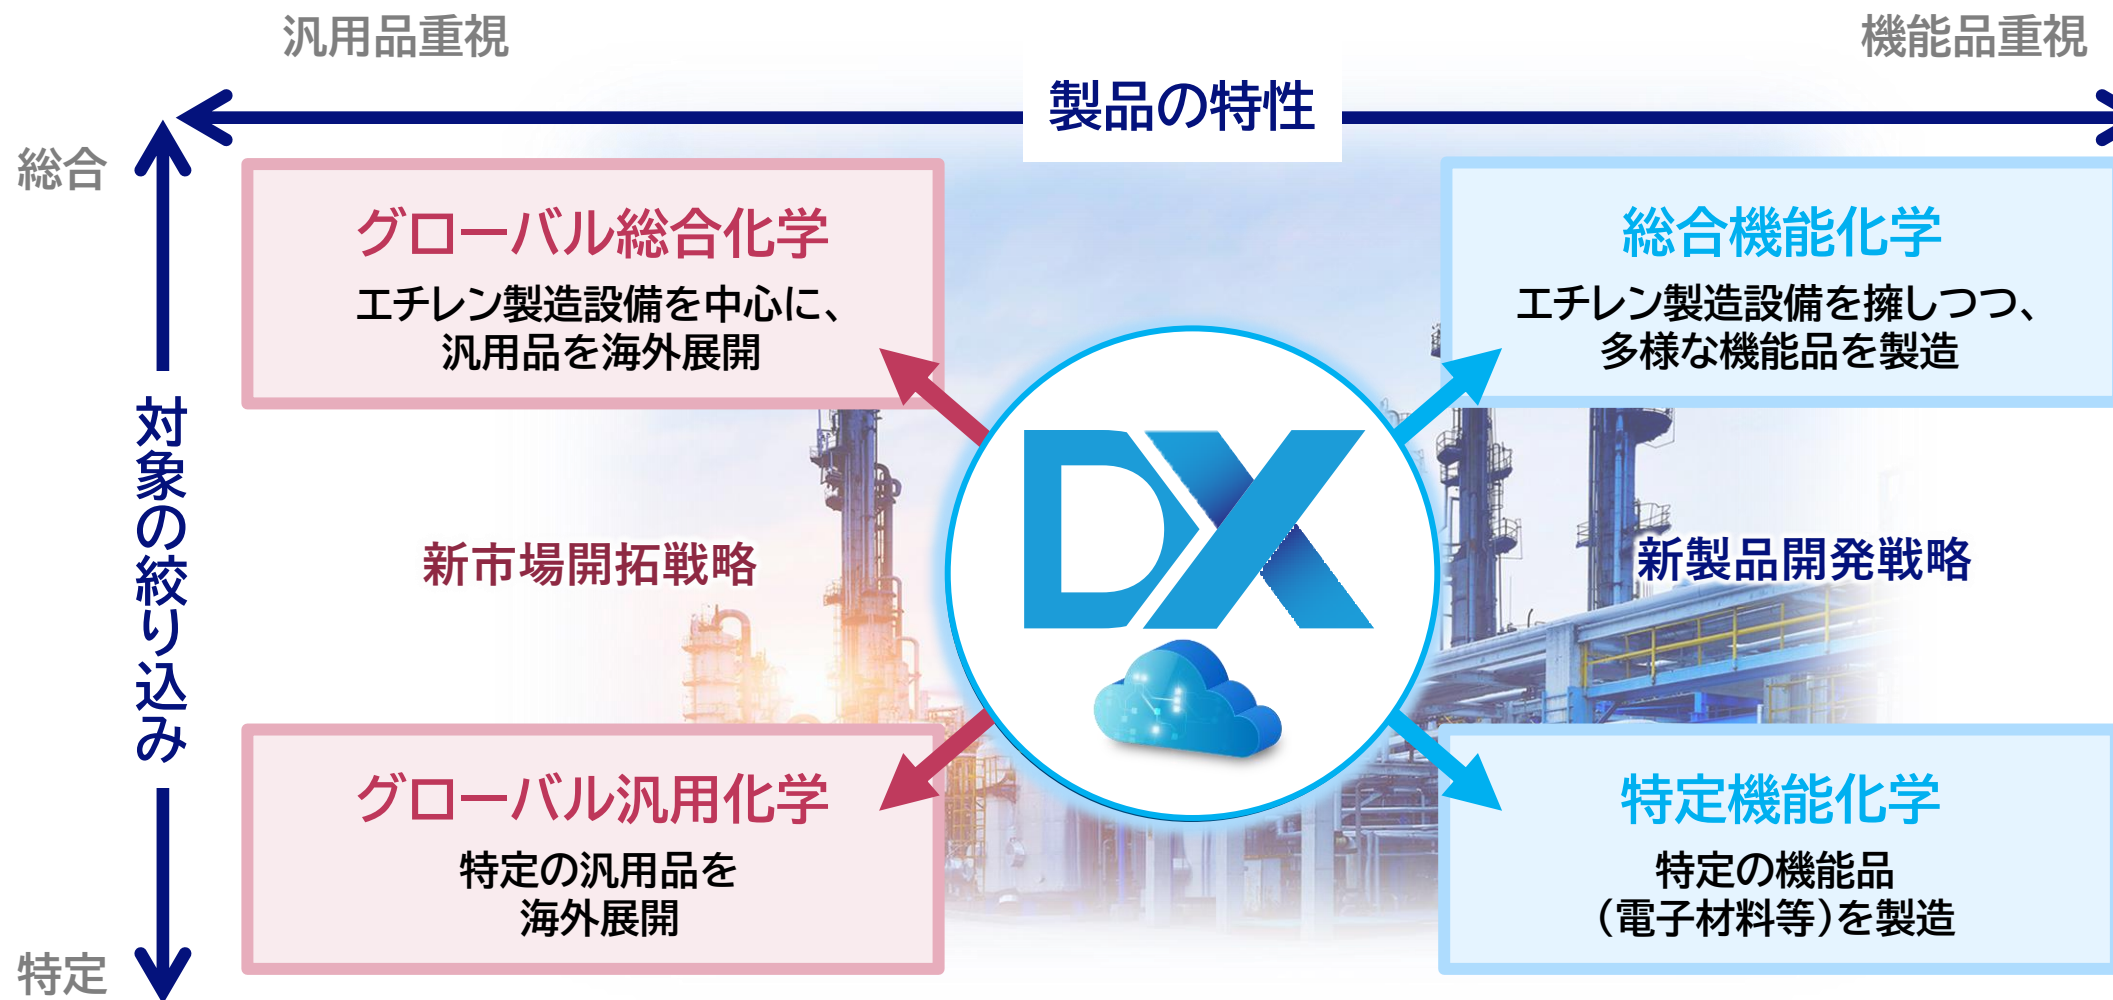 汎用品重視
機能品重視
製品の特性
総合
グローバル総合化学
エチレン製造設備を中心に、
汎用品を海外展開
総合機能化学
エチレン製造設備を擁しつつ、
多様な機能品を製造
対象の絞り込み
DX
新市場開拓戦略
新製品開発戦略
グローバル汎用化学
特定の汎用品を
海外展開
特定機能化学
特定の機能品
（電子材料等）を製造
特定